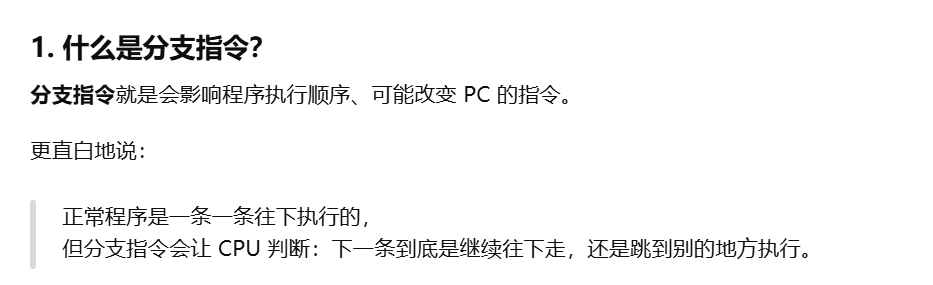 1. 什么是分支指令？
分支指令就是会影响程序执行顺序、可能改变 PC 的指令。
更直白地说：
正常程序是一条一条往下执行的，
但分支指令会让 CPU 判断：下一条到底是继续往下走，还是跳到别的地方执行。